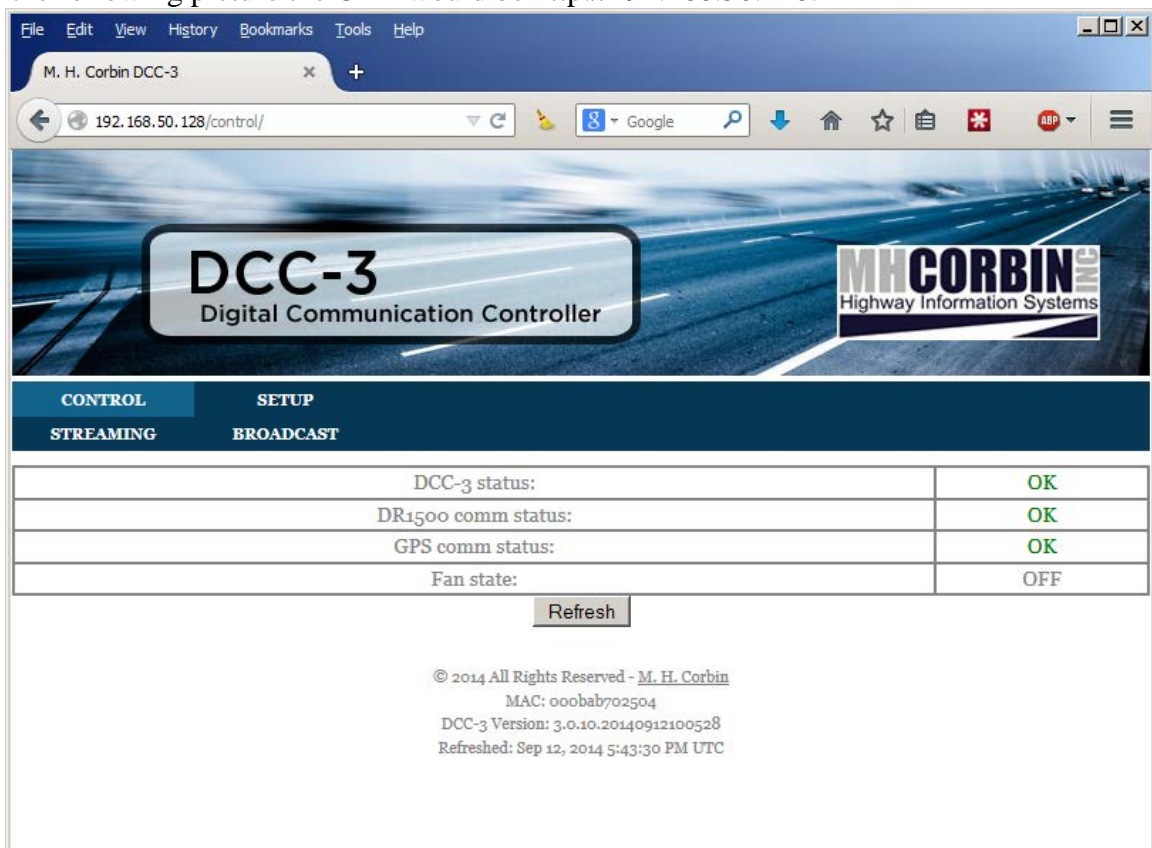 File Edit View History Bookmarks Tools Help
M. H. Corbin DCC-3
192.168.50.128/control/
Google
ABP
DCC-3
Digital Communication Controller
MHCORBIN INC
Highway Information Systems
CONTROL SETUP
STREAMING BROADCAST
DCC-3 status: OK
DR1500 comm status: OK
GPS comm status: OK
Fan state: OFF
Refresh
© 2014 All Rights Reserved - M. H. Corbin
MAC: 000bab702504
DCC-3 Version: 3.0.10.20140912100528
Refreshed: Sep 12, 2014 5:43:30 PM UTC